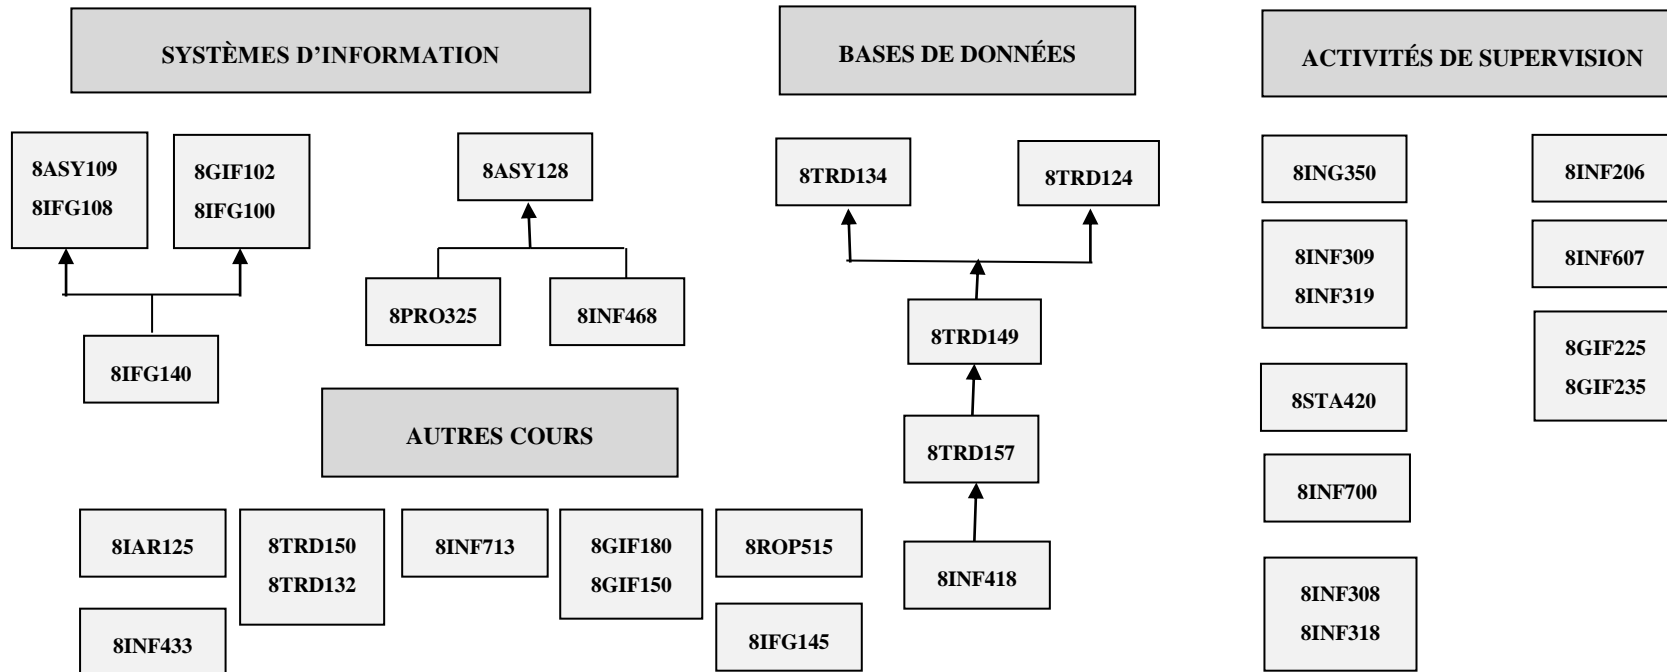 SYSTÈMES D’INFORMATION
BASES DE DONNÉES
ACTIVITÉS DE SUPERVISION
8ASY109
8IFG108
8GIF102
8IFG100
8ASY128
8PRO325
8INF468
8IFG140
8TRD134
8TRD124
8TRD149
8TRD157
8INF418
8ING350
8INF206
8INF309
8INF319
8INF607
8GIF225
8GIF235
8STA420
8INF700
8INF308
8INF318
AUTRES COURS
8IAR125
8TRD150
8TRD132
8INF713
8GIF180
8GIF150
8ROP515
8INF433
8IFG145